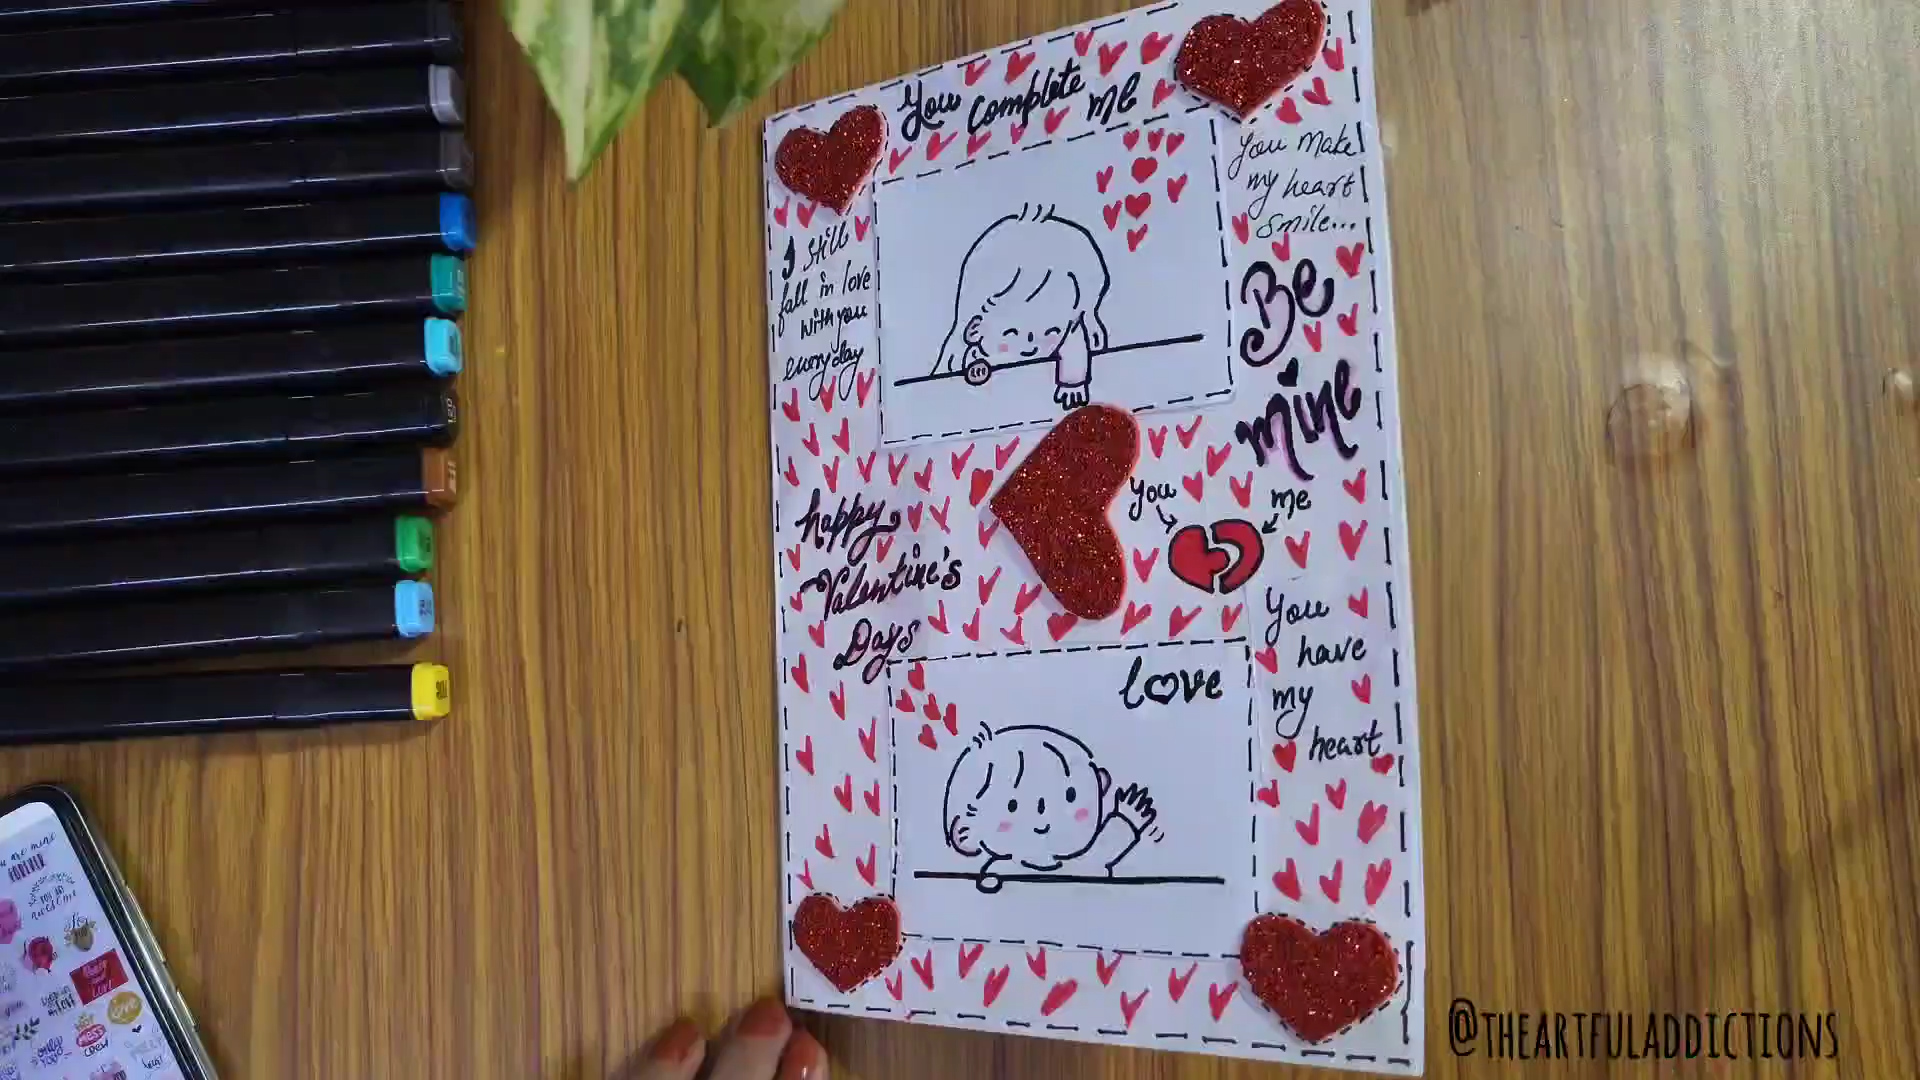 You complete me
You make
my heart
smile...
I still
fall in love
with you
everyday
Be
mine
happy
Valentine's
Days
You
me
love
You
have
my
heart
FOREVER
@THEARTFULADDICTIONS